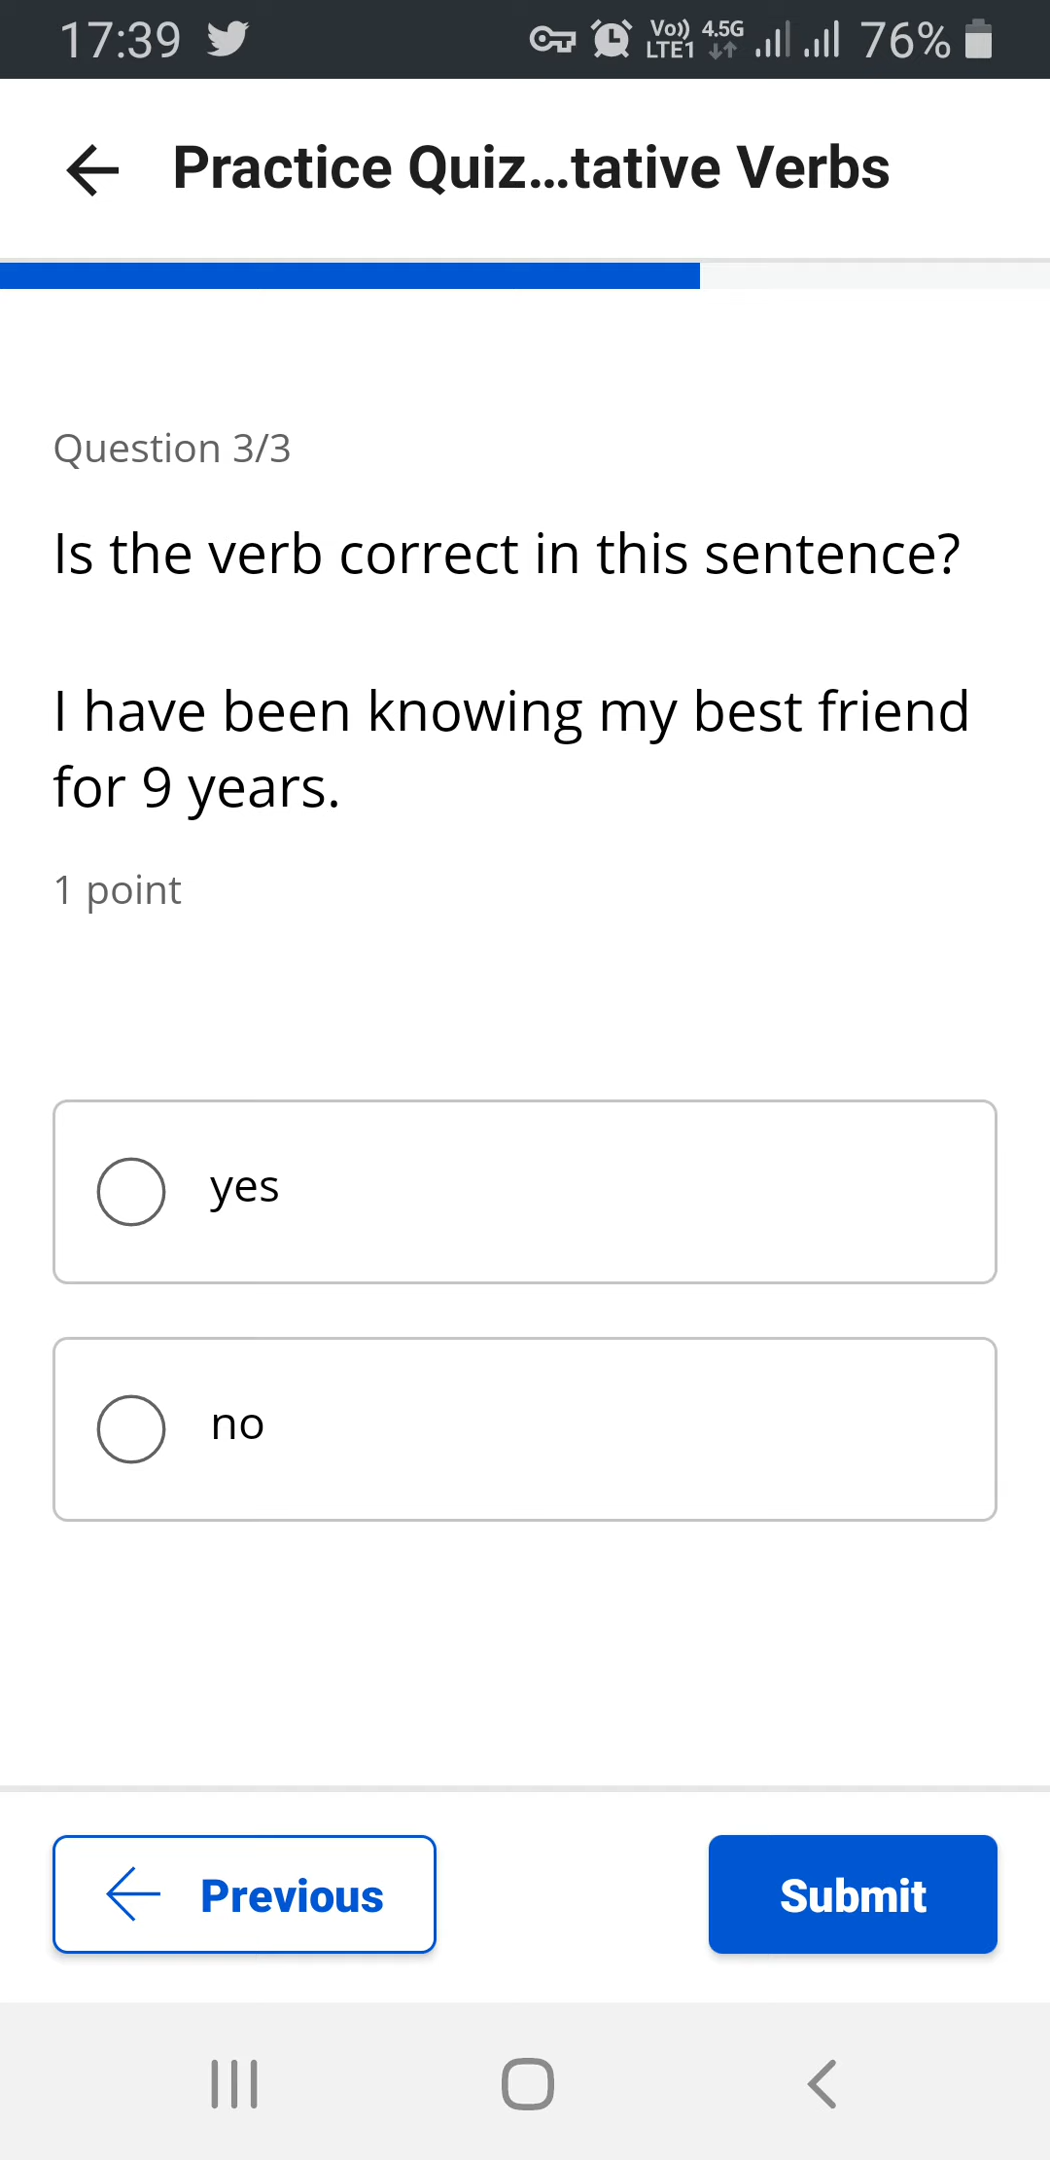 17:39 Vo)) LTE1 4.5G 76%
Practice Quiz...tative Verbs
Question 3/3
Is the verb correct in this sentence?
I have been knowing my best friend
for 9 years.
1 point
yes
no
Previous Submit